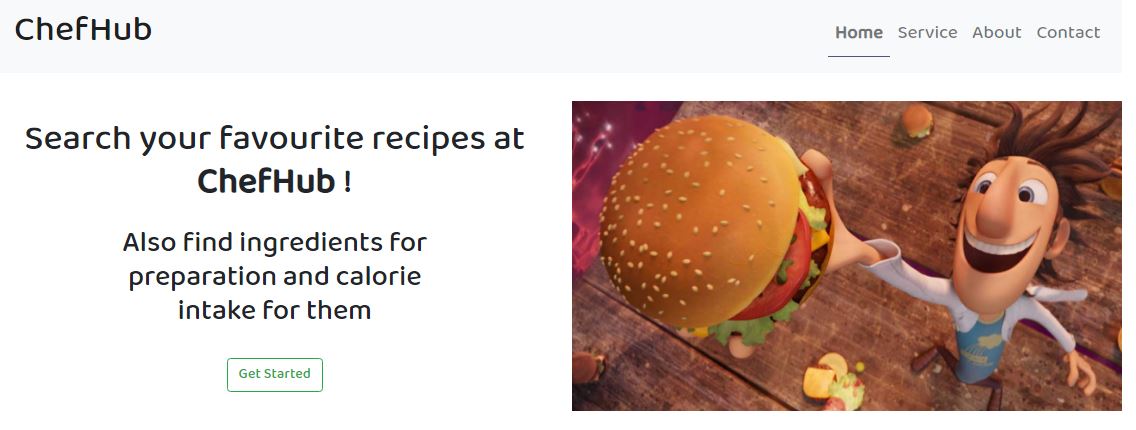 ChefHub
Home Service About Contact
Search your favourite recipes at
ChefHub !
Also find ingredients for
preparation and calorie
intake for them
Get Started